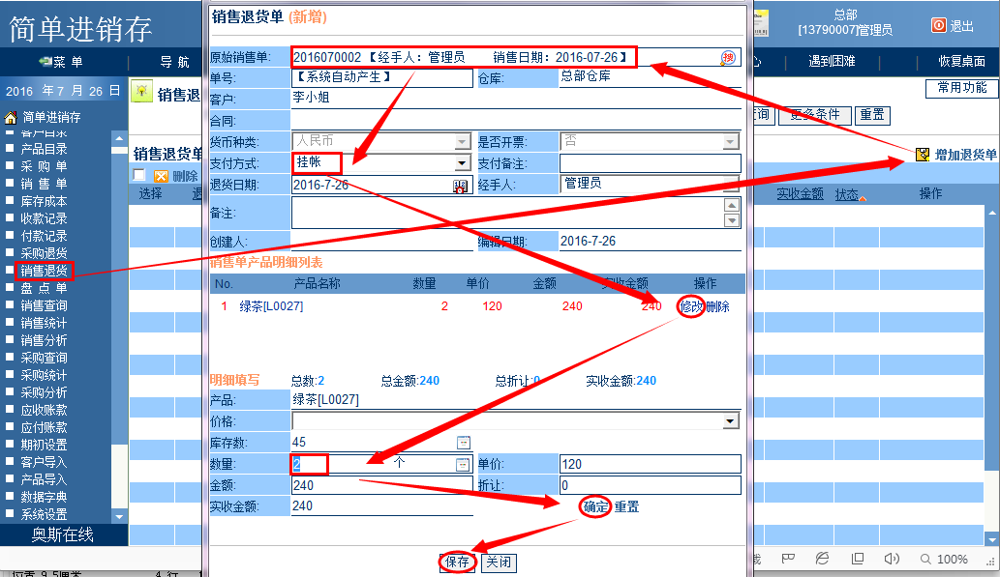 简单进销存
总部
[13790007]管理员
退出
菜 单
导 航
遇到困难
恢复桌面
2016 年 7 月 26 日
销售退
常用功能
简单进销存
更多条件
重置
客户目录
产品目录
采 购 单
销 售 单
库存成本
收款记录
付款记录
采购退货
销售退货
盘 点 单
销售查询
销售统计
销售分析
采购查询
采购统计
采购分析
应收账款
应付账款
期初设置
客户导入
产品导入
数据字典
系统设置
奥斯在线
销售退货单
增加退货单
删除
选择
退
实收金额
状态
操作
销售退货单 (新增)
原始销售单:
2016070002【经手人：管理员 销售日期：2016-07-26】
搜
单号:
【系统自动产生】
仓库:
总部仓库
客户:
李小姐
合同:
货币种类:
人民币
是否开票:
否
支付方式:
挂帐
支付备注:
退货日期:
2016-7-26
经手人:
管理员
备注:
创建人:
编辑日期:
2016-7-26
销售单产品明细列表
No.
产品名称
数量
单价
金额
实收金额
操作
1
绿茶[L0027]
2
120
240
240
修改
删除
明细填写
总数:2
总金额:240
总折让:0
实收金额:240
产品:
绿茶[L0027]
价格:
库存数:
45
数量:
2
个
单价:
120
金额:
240
折让:
0
实收金额:
240
确定
重置
保存
关闭
100%
位置 9.5厘米
4 行